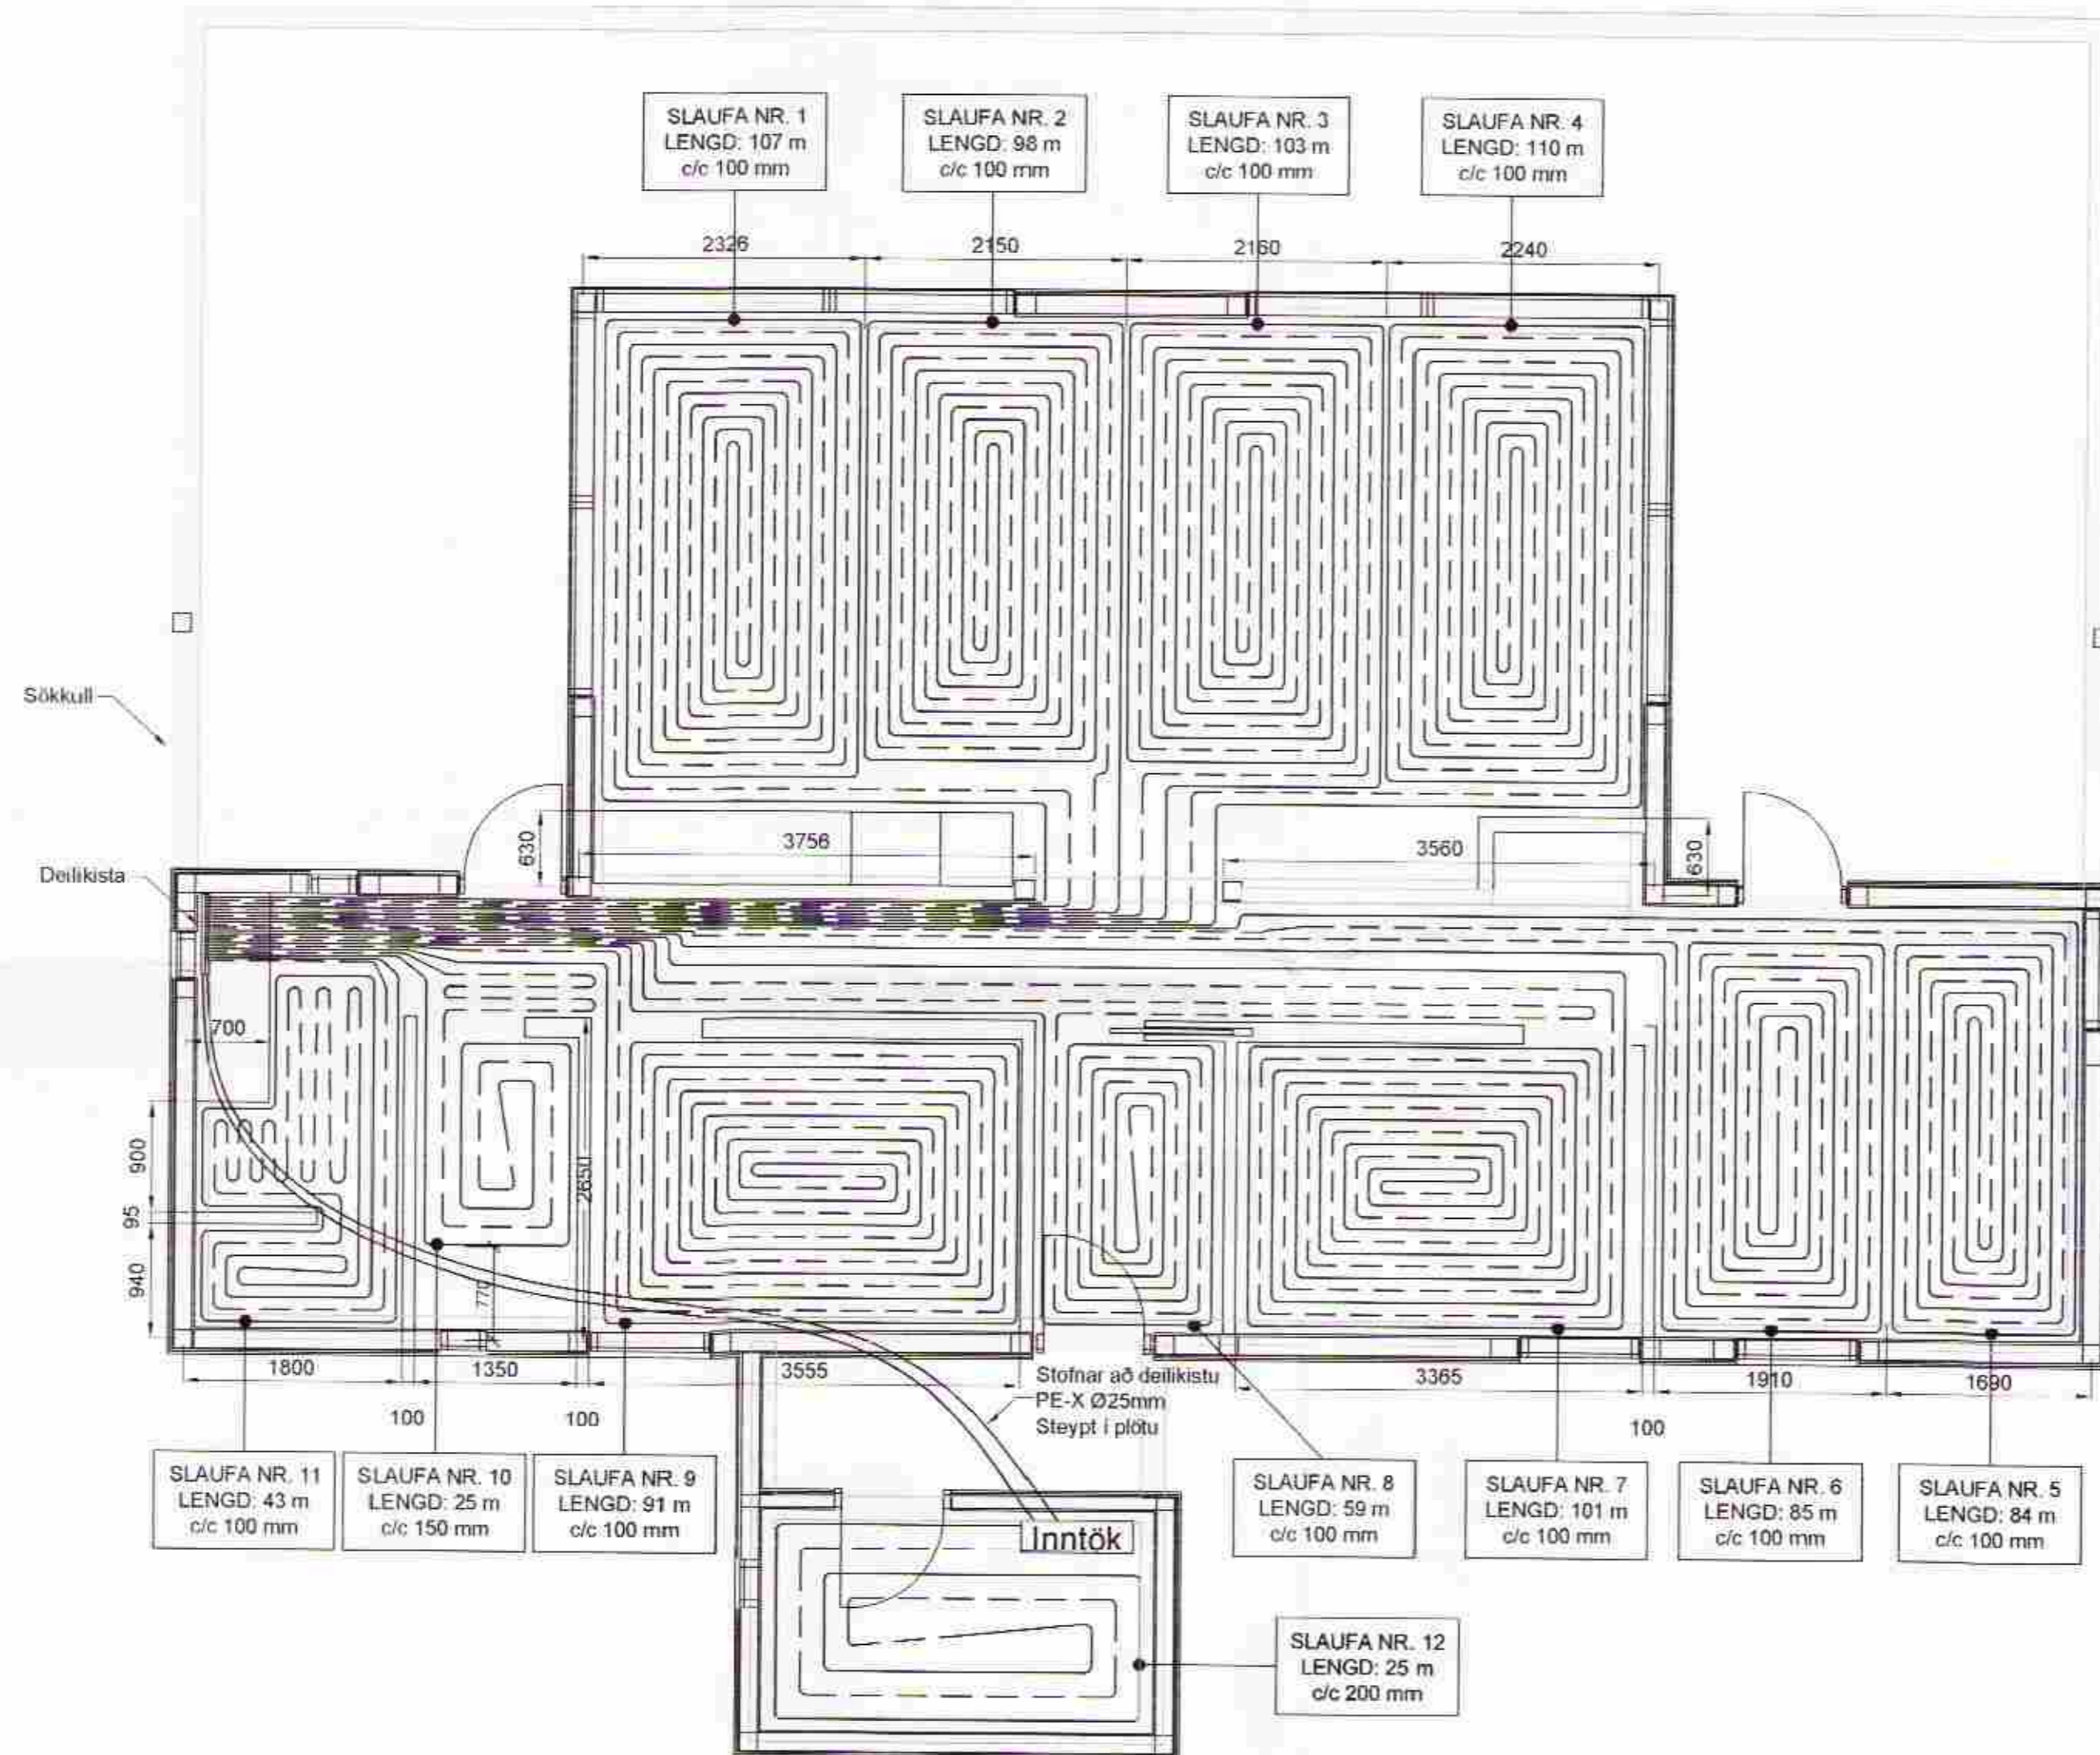 SLAUFA NR. 1
LENGD: 107 m
c/c 100 mm
SLAUFA NR. 2
LENGD: 98 m
c/c 100 mm
SLAUFA NR. 3
LENGD: 103 m
c/c 100 mm
SLAUFA NR. 4
LENGD: 110 m
c/c 100 mm
2326
2150
2160
2240
Sökkull
630
3756
3560
630
Deilikista
700
900
95
940
2650
770
1800
1350
3555
3365
1910
1690
100
100
100
Stofnar að deilikistu
PE-X Ø25mm
Steypt í plötu
SLAUFA NR. 11
LENGD: 43 m
c/c 100 mm
SLAUFA NR. 10
LENGD: 25 m
c/c 150 mm
SLAUFA NR. 9
LENGD: 91 m
c/c 100 mm
SLAUFA NR. 8
LENGD: 59 m
c/c 100 mm
SLAUFA NR. 7
LENGD: 101 m
c/c 100 mm
SLAUFA NR. 6
LENGD: 85 m
c/c 100 mm
SLAUFA NR. 5
LENGD: 84 m
c/c 100 mm
Inntök
SLAUFA NR. 12
LENGD: 25 m
c/c 200 mm